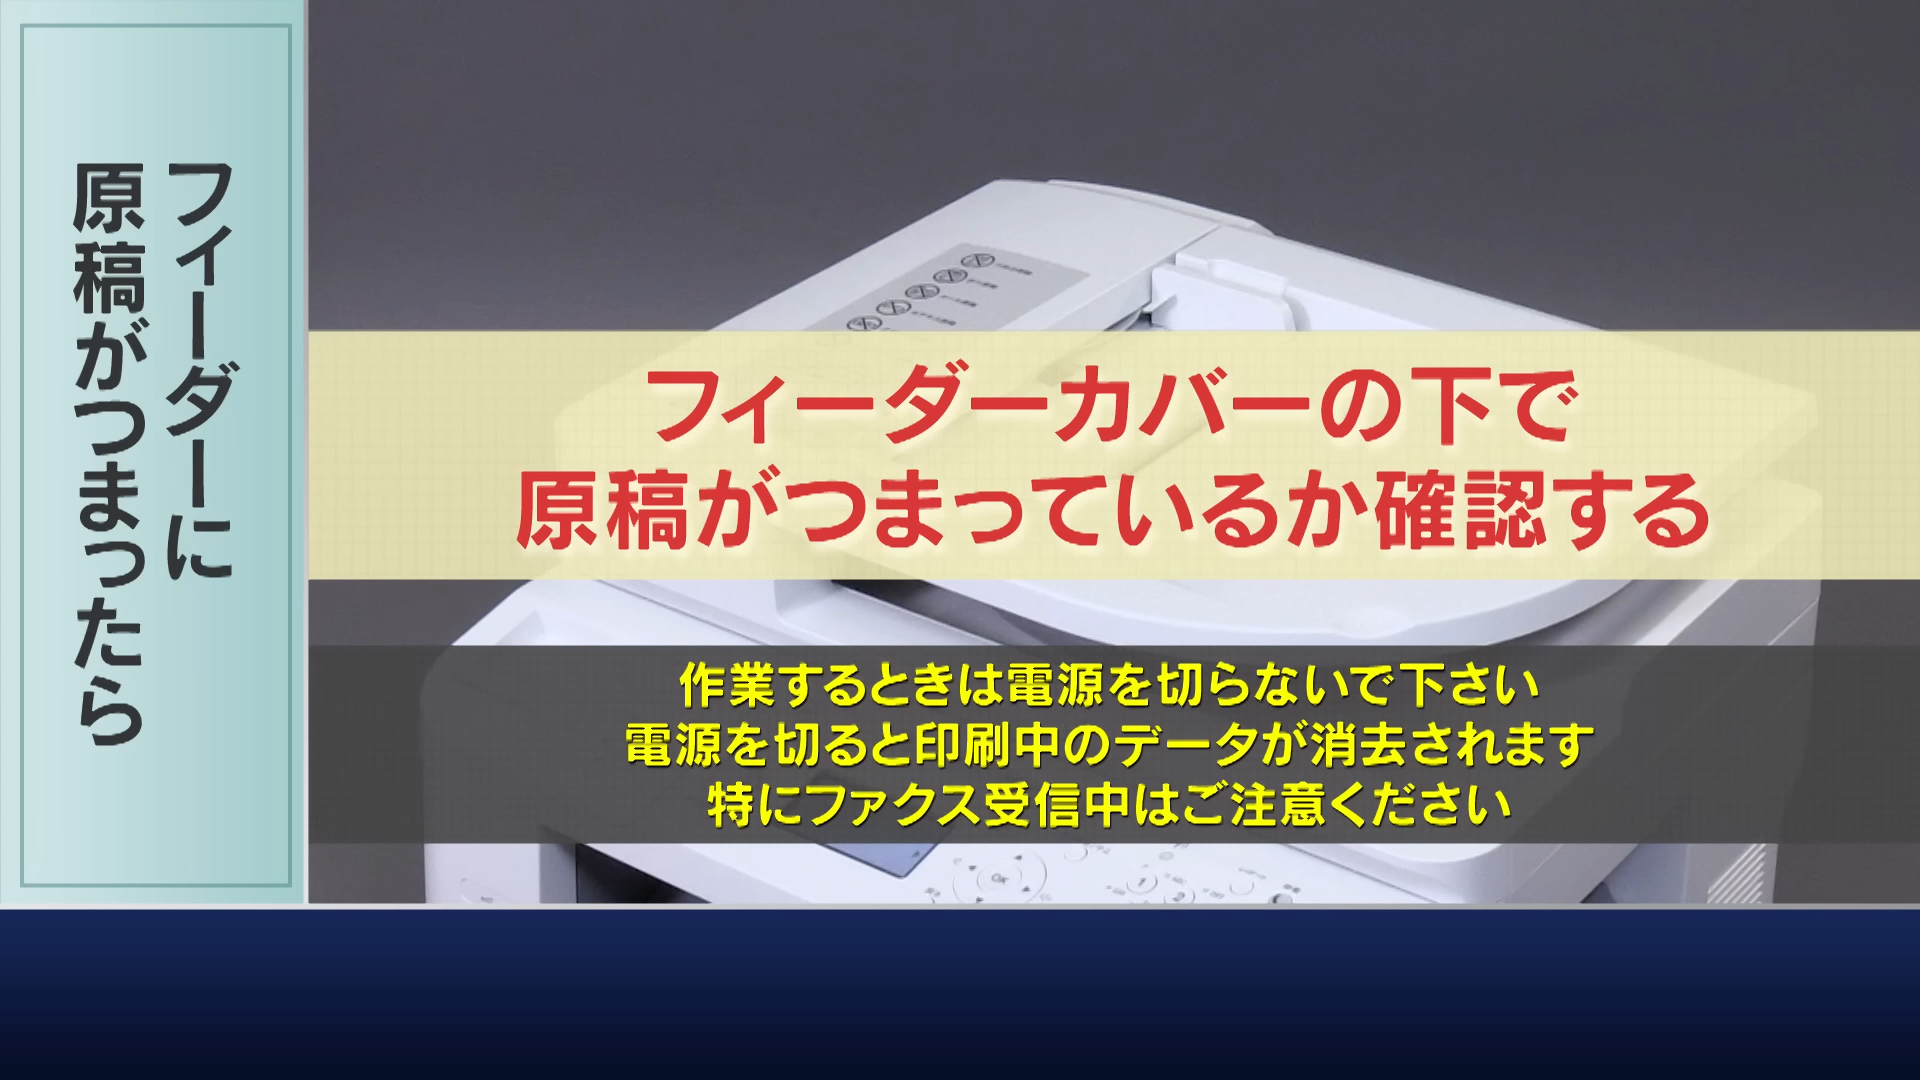 フィーダーに
原稿がつまったら
フィーダーカバーの下で
原稿がつまっているか確認する
作業するときは電源を切らないで下さい
電源を切ると印刷中のデータが消去されます
特にファクス受信中はご注意ください
OK
1
2